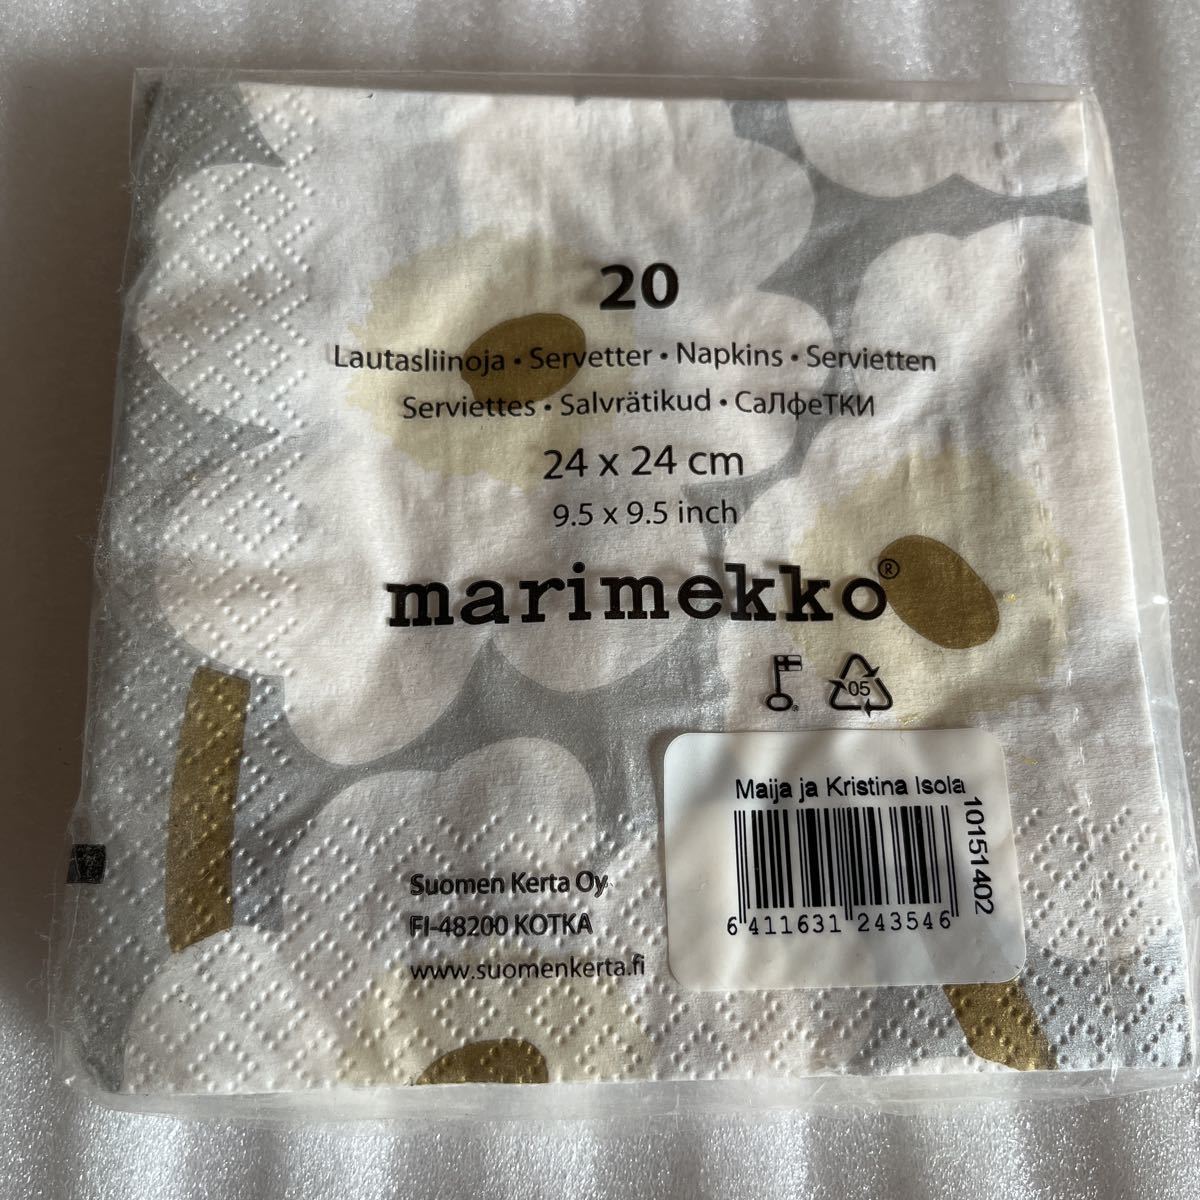 20
Lautasliinoja • Servetter • Napkins • Servietten
Serviettes • Salvrätikud • СаЛфеТКИ
24 x 24 cm
9.5 x 9.5 inch
marimekko®
05
Maija ja Kristina Isola
10151402
6 411631 243546
Suomen Kerta Oy
FI-48200 KOTKA
www.suomenkerta.fi